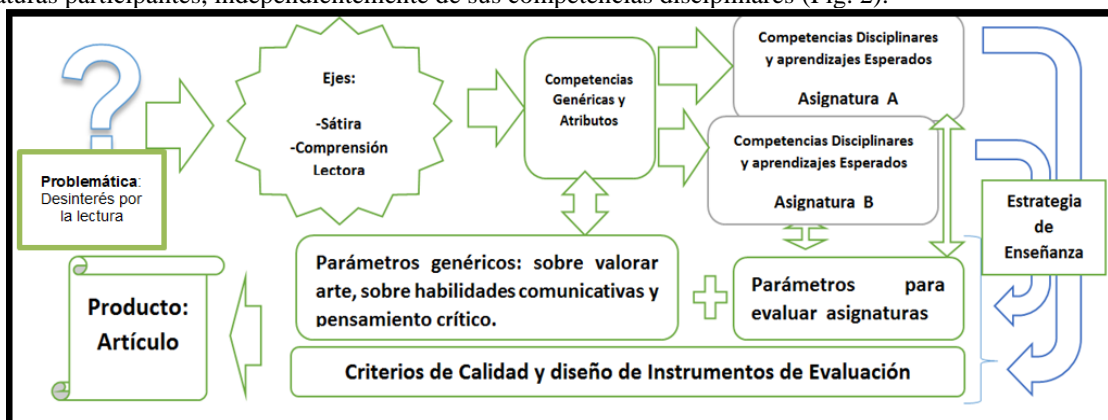 aturas participantes, independientemente de sus competencias disciplinares (Fig. 2).
?
Problemática:
Desinterés por
la lectura
Ejes:
-Sátira
-Comprensión
Lectora
Competencias
Genéricas y
Atributos
Competencias Disciplinares
y aprendizajes Esperados
Asignatura A
Competencias Disciplinares
y aprendizajes Esperados
Asignatura B
Estrategia
de
Enseñanza
Parámetros genéricos: sobre valorar
arte, sobre habilidades comunicativas y
pensamiento crítico.
Parámetros para
evaluar asignaturas
Criterios de Calidad y diseño de Instrumentos de Evaluación
Producto:
Artículo